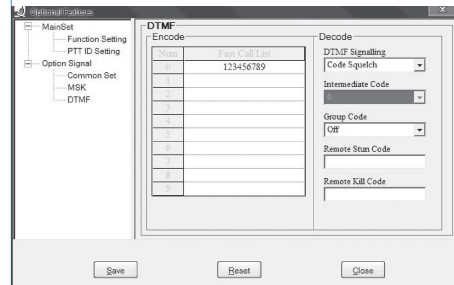 Optional Features
X
MainSet
Function Setting
PTT ID Setting
Option Signal
Common Set
MSK
DTMF
DTMF
Encode
Num Fast Call List
0 123456789
1
2
3
4
5
6
7
8
9
Decode
DTMF Signalling
Code Squelch
Intermediate Code
Group Code
Off
Remote Stun Code
Remote Kill Code
Save
Reset
Close